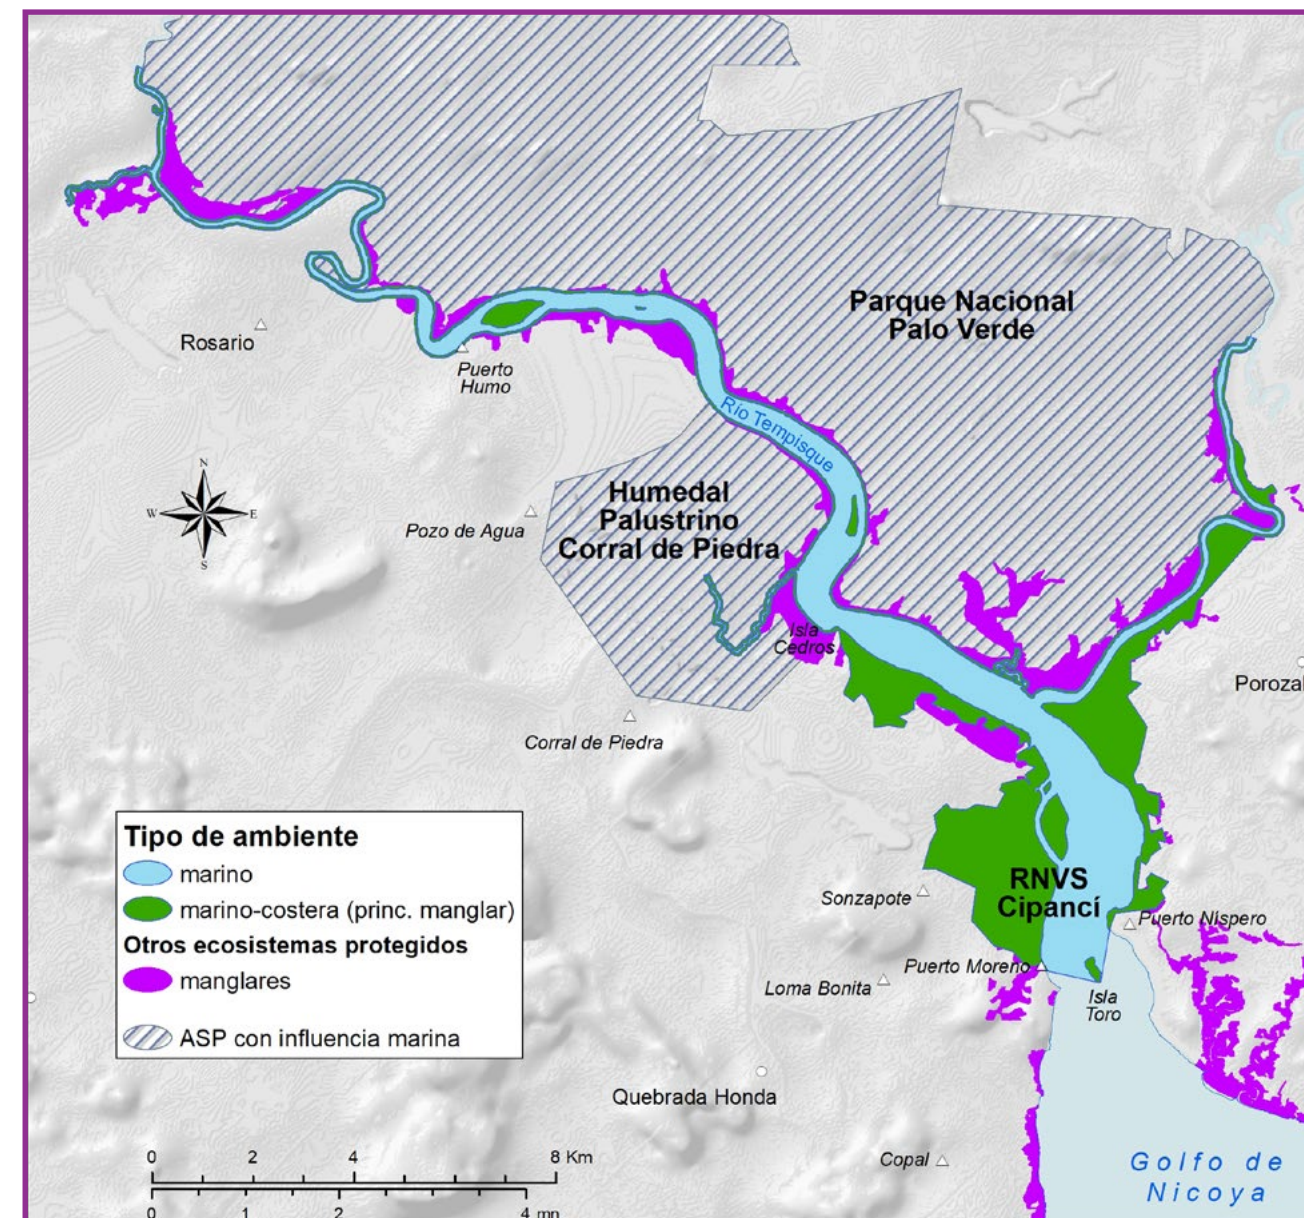 Parque Nacional
Palo Verde
Rosario
Puerto
Humo
Río Tempisque
N
W
E
S
Pozo de Agua
Humedal
Palustrino
Corral de Piedra
Isla
Cedros
Porozal
Corral de Piedra
Tipo de ambiente
marino
marino-costera (princ. manglar)
Otros ecosistemas protegidos
manglares
ASP con influencia marina
RNVS
Cipancí
Sonzapote
Puerto Níspero
Puerto Moreno
Loma Bonita
Isla
Toro
Quebrada Honda
Copal
Golfo de
Nicoya
0 2 4 8 Km
0 1 2 4 mn